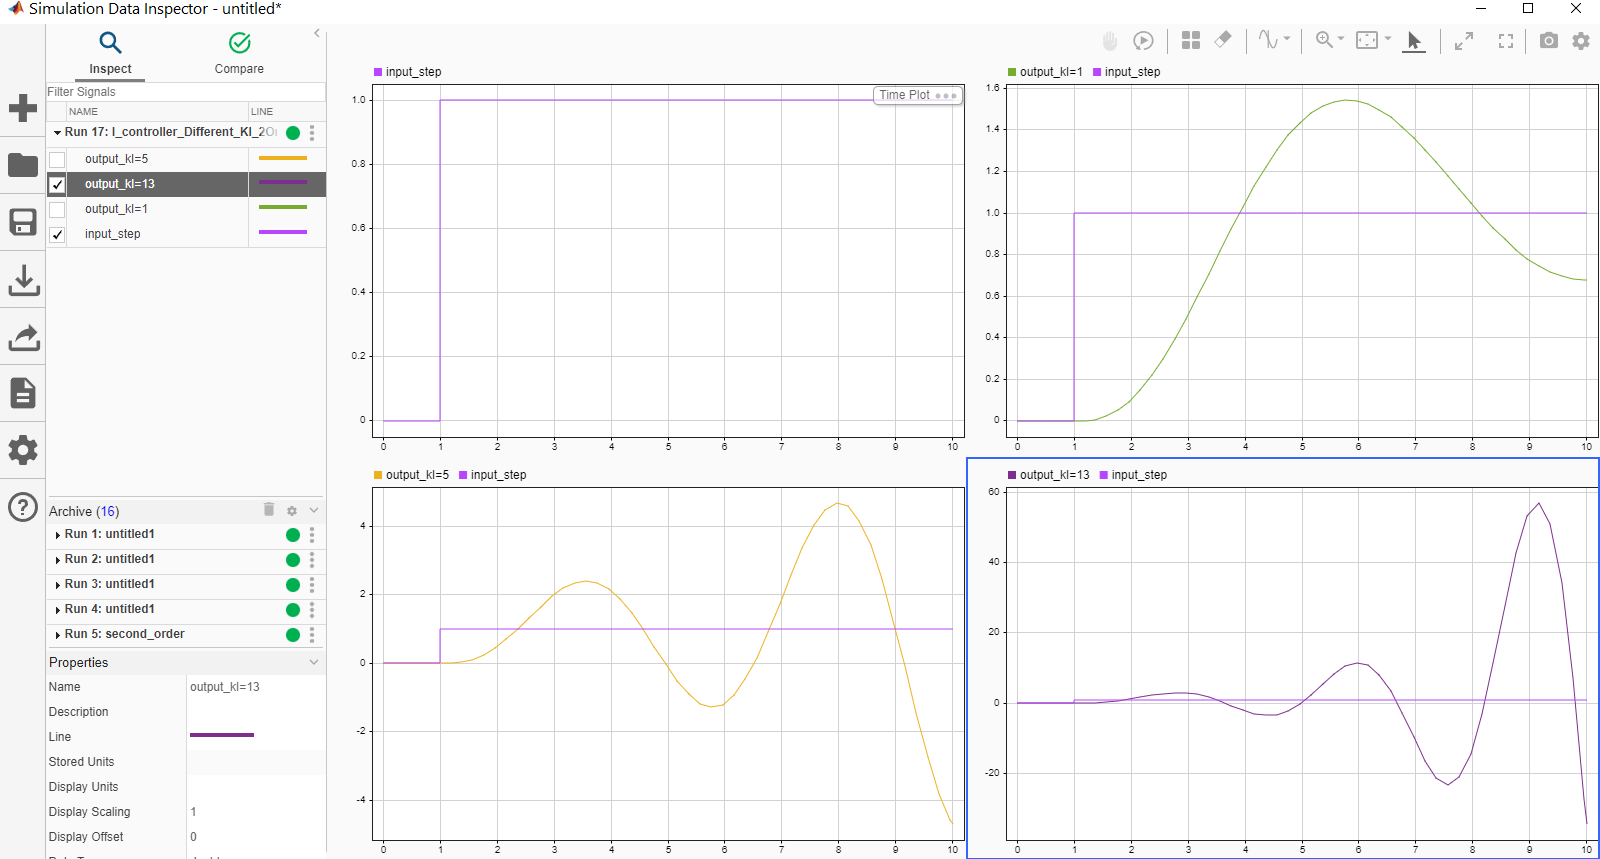 Simulation Data Inspector - untitled*
Inspect
Compare
Filter Signals
NAME LINE
Run 17: I_controller_Different_KI_2Or
output_kI=5
output_kI=13
output_kI=1
input_step
Archive (16)
Run 1: untitled1
Run 2: untitled1
Run 3: untitled1
Run 4: untitled1
Run 5: second_order
Properties
Name output_kI=13
Description
Line
Stored Units
Display Units
Display Scaling 1
Display Offset 0
input_step
Time Plot
1.0
0.8
0.6
0.4
0.2
0
0 1 2 3 4 5 6 7 8 9 10
output_kI=1 input_step
1.6
1.4
1.2
1.0
0.8
0.6
0.4
0.2
0
0 1 2 3 4 5 6 7 8 9 10
output_kI=5 input_step
4
2
0
-2
-4
0 1 2 3 4 5 6 7 8 9 10
output_kI=13 input_step
60
40
20
0
-20
0 1 2 3 4 5 6 7 8 9 10